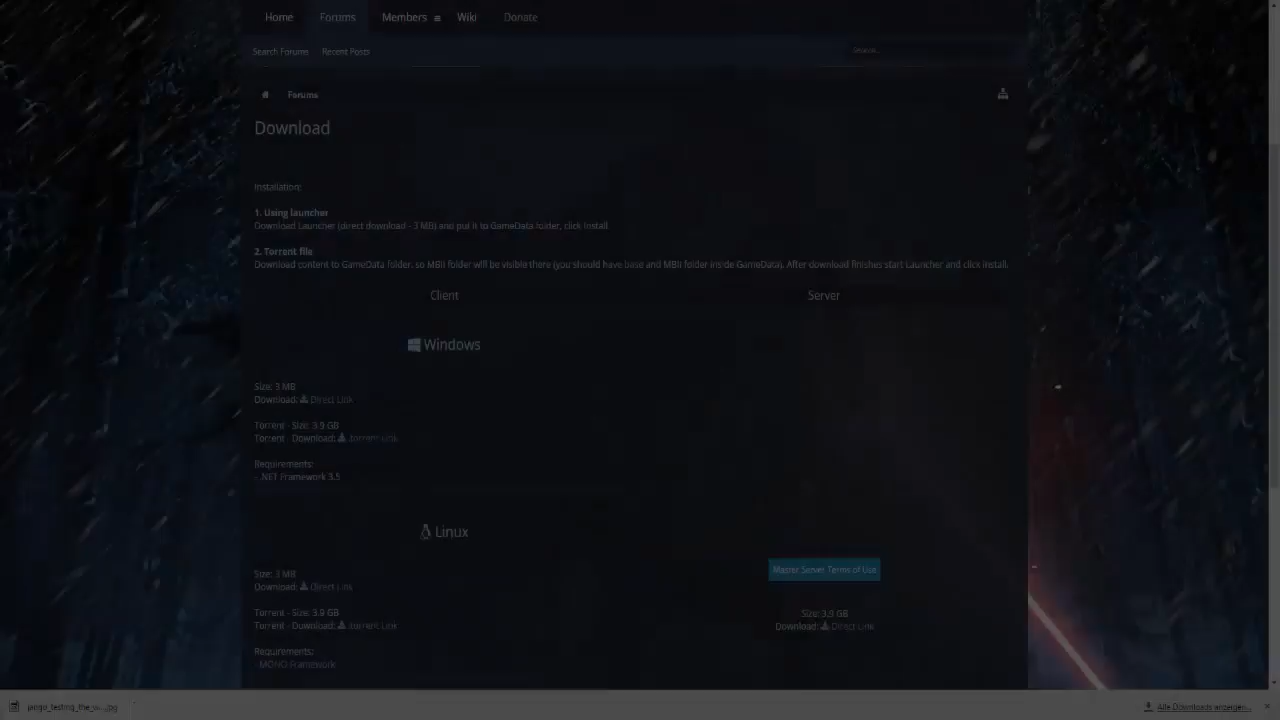 Home Forums Members Wiki Donate
Search Forums Recent Posts Search...
Forums
Download
Installation:
1. Using launcher
Download Launcher (direct download - 3 MB) and put it to GameData folder, click Install.
2. Torrent file
Download content to GameData folder, so MBII folder will be visible there (you should have base and MBII folder inside GameData). After download finishes start Launcher and click Install.
Client Server
Windows
Size: 3 MB
Download: Direct Link
Torrent - Size: 3.9 GB
Torrent - Download: .torrent Link
Requirements:
- .NET Framework 3.5
Linux
Size: 3 MB
Download: Direct Link
Torrent - Size: 3.9 GB
Torrent - Download: .torrent Link
Requirements:
- MONO Framework
Master Server Terms of Use
Size: 3.9 GB
Download: Direct Link
Alle Downloads anzeigen...